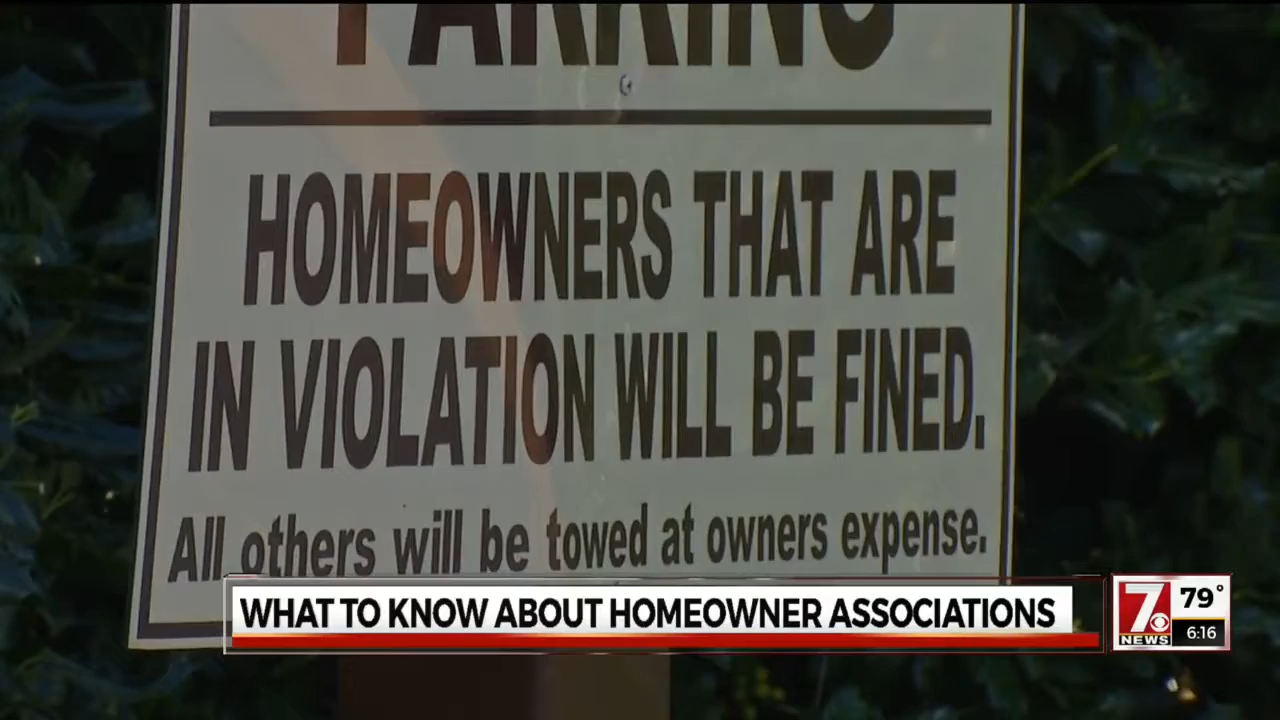 PARKING
HOMEOWNERS THAT ARE
IN VIOLATION WILL BE FINED.
All others will be towed at owners expense.
WHAT TO KNOW ABOUT HOMEOWNER ASSOCIATIONS
7
NEWS
79°
6:16